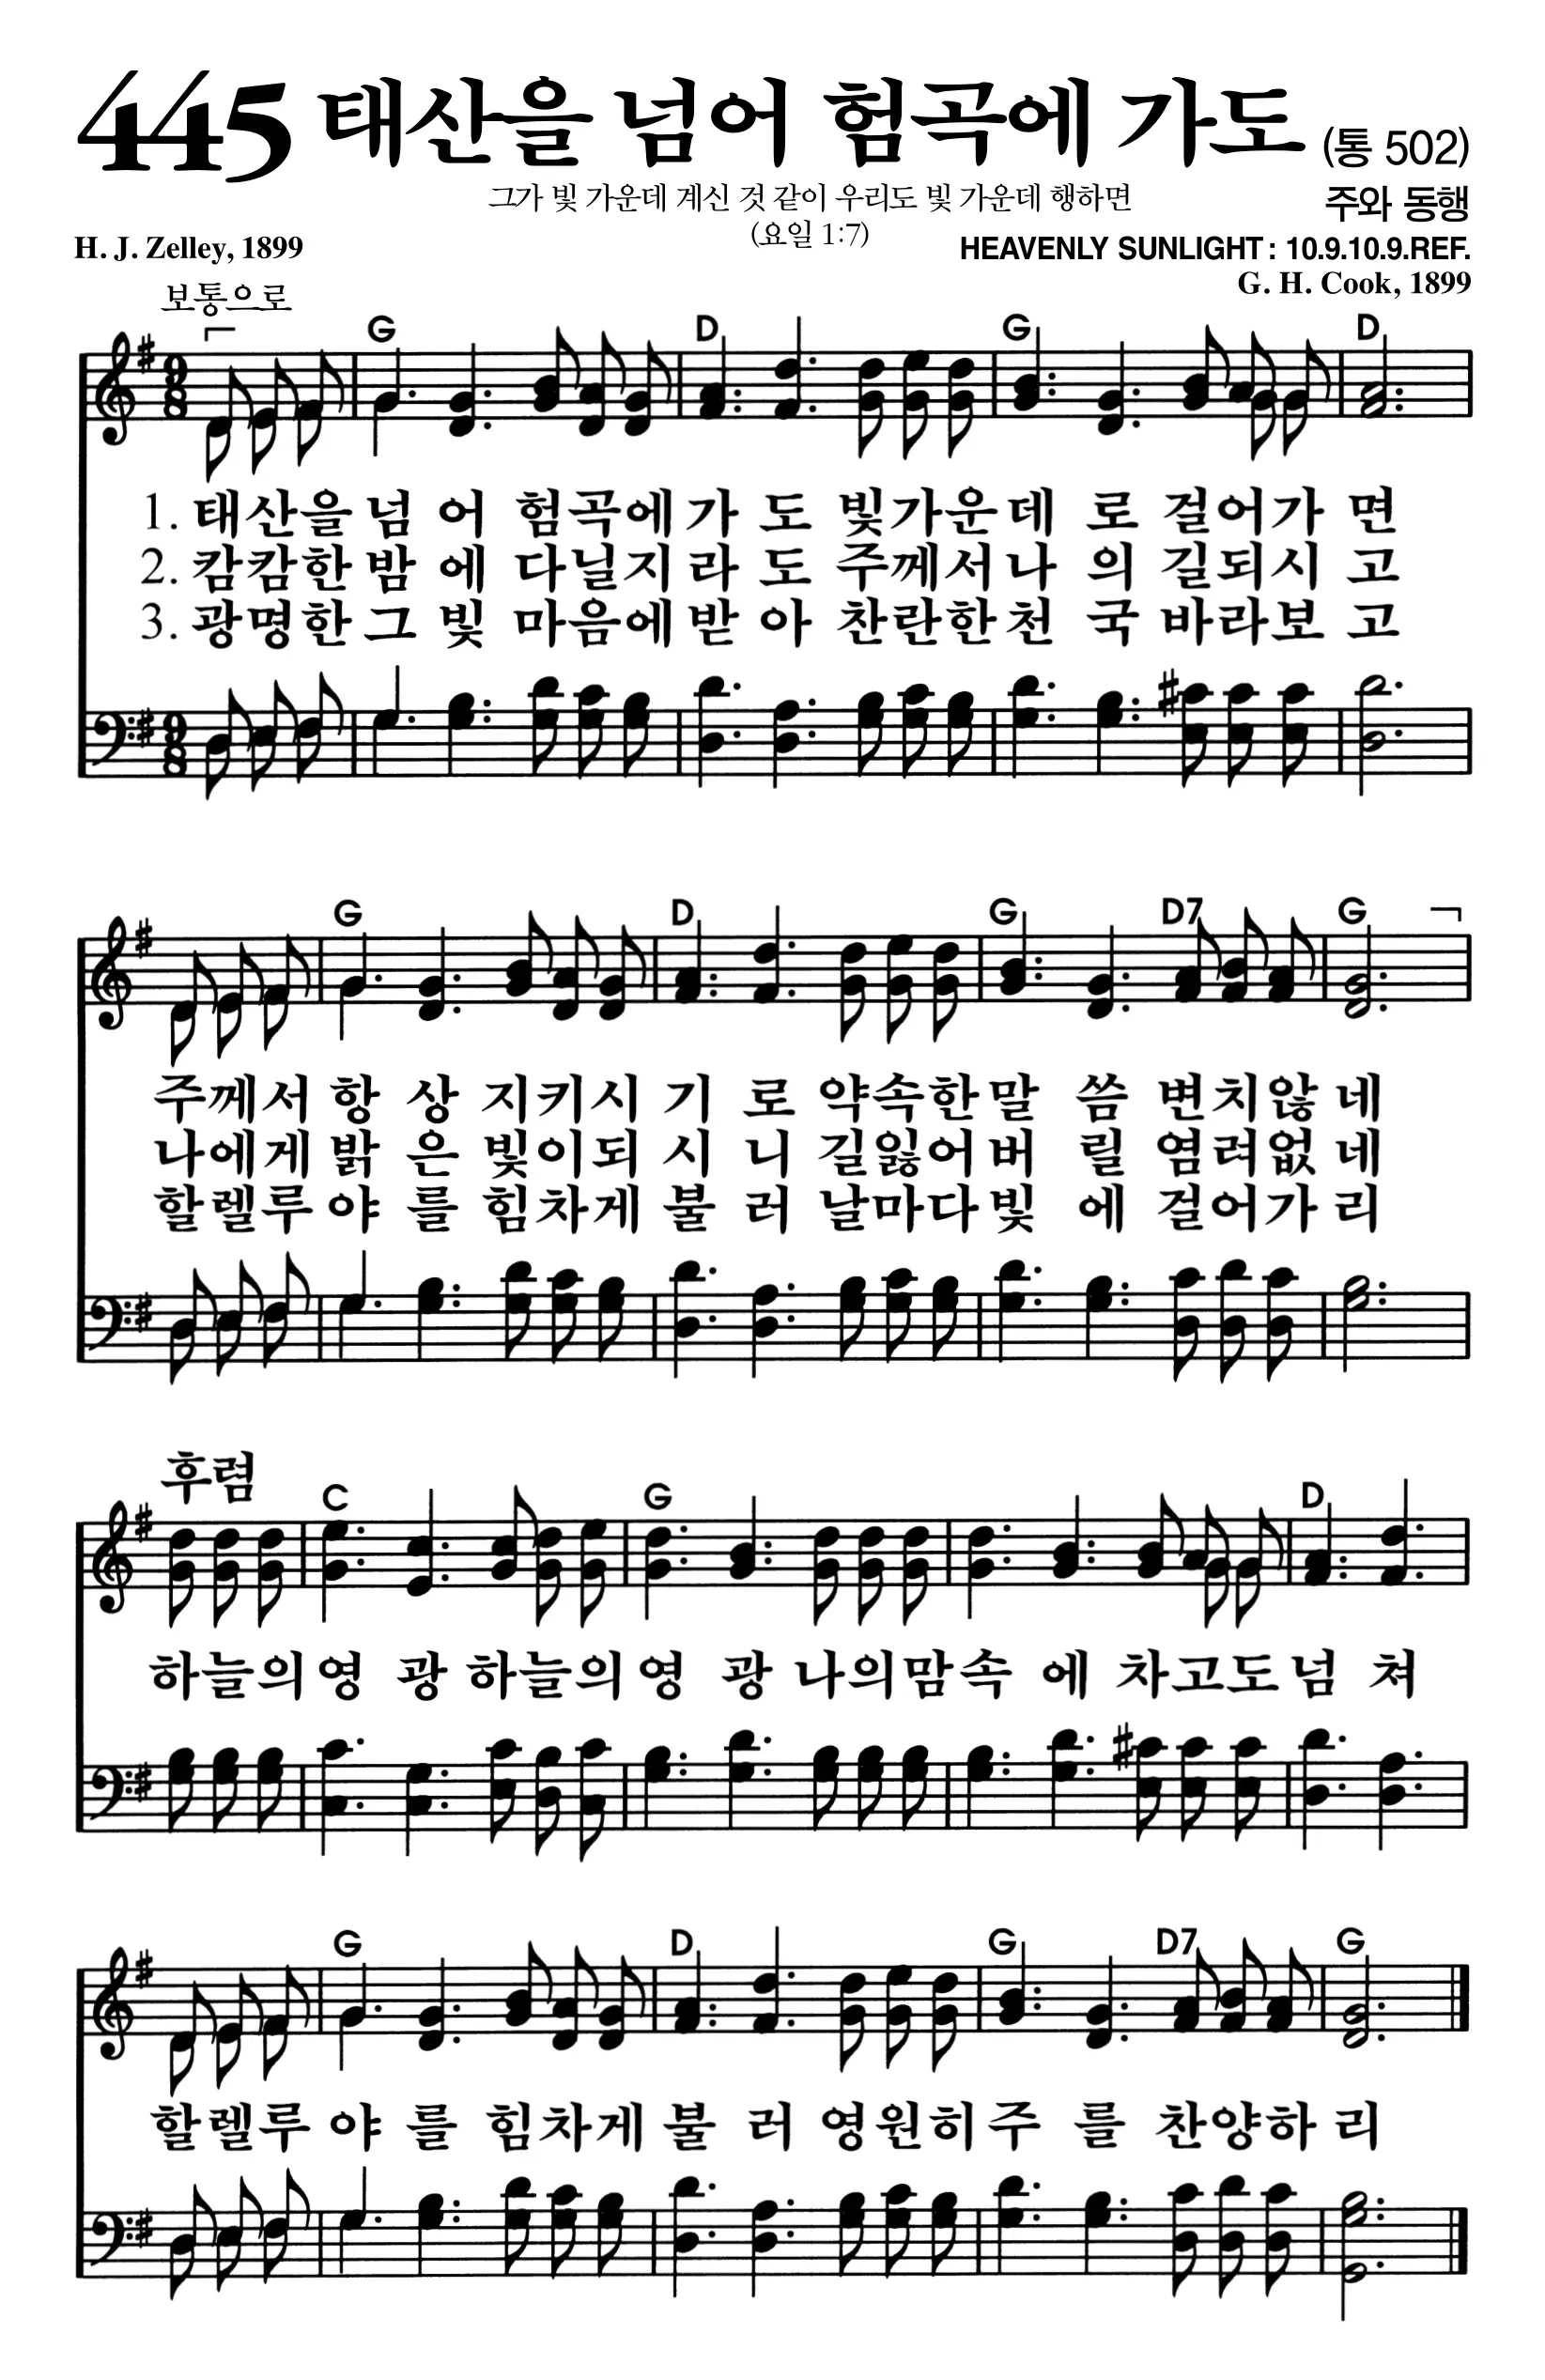 445 태산을 넘어 험곡에 가도 (통 502)
그가 빛 가운데 계신 것 같이 우리도 빛 가운데 행하면
주와 동행
(요일 1:7)
H. J. Zelley, 1899
HEAVENLY SUNLIGHT : 10.9.10.9.REF.
G. H. Cook, 1899
보통으로
G D G D
1. 태산을 넘 어 험곡에 가 도 빛가운데 로 걸어가 면
2. 캄캄한 밤 에 다닐지 라 도 주께서 나 의 길되시 고
3. 광명한 그 빛 마음에 받 아 찬란한 천 국 바라보 고
G D G D7 G
주께서 항 상 지키시 기 로 약속한 말 씀 변치않 네
나에게 밝 은 빛이되 시 니 길잃어 버 릴 염려없 네
할렐루 야 를 힘차게 불 러 날마다 빛 에 걸어가 리
후렴
C G D
하늘의 영 광 하늘의 영 광 나의맘 속 에 차고도 넘 쳐
G D G D7 G
할렐루 야 를 힘차게 불 러 영원히 주 를 찬양하 리